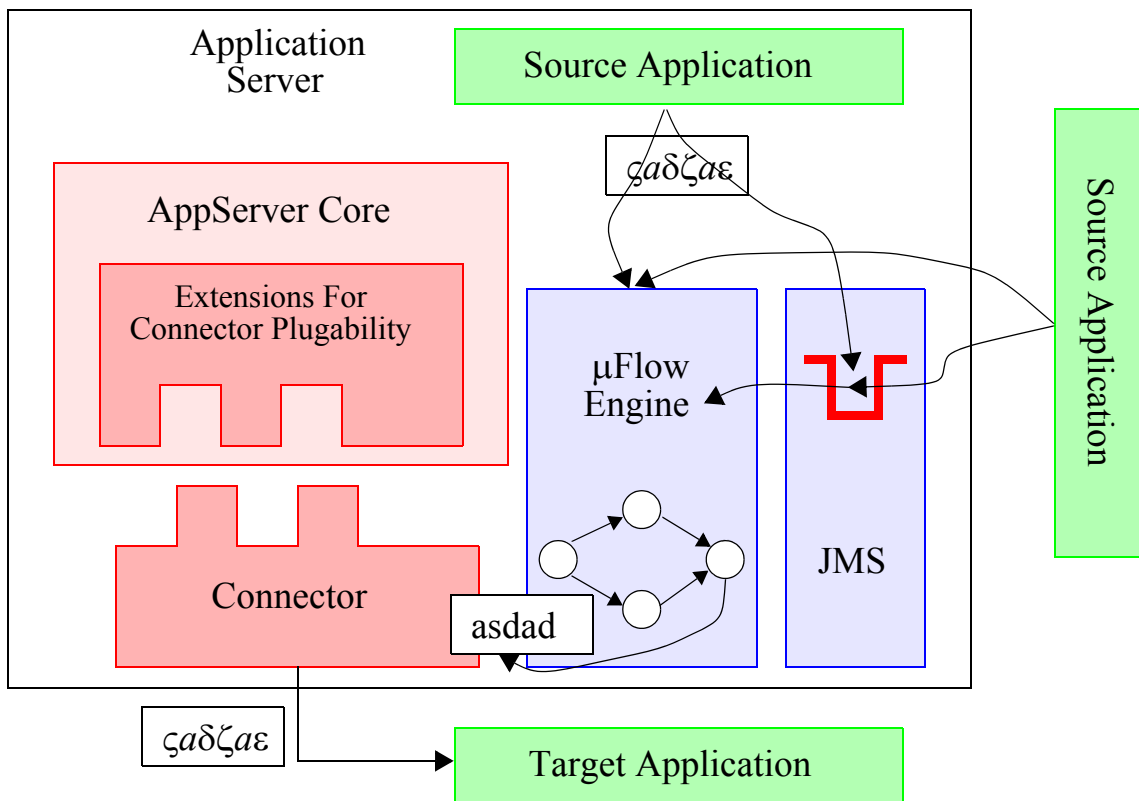 Application
Server
Source Application
ςaδζaε
AppServer Core
Extensions For
Connector Plugability
Source Application
μFlow
Engine
JMS
Connector
asdad
ςaδζaε
Target Application